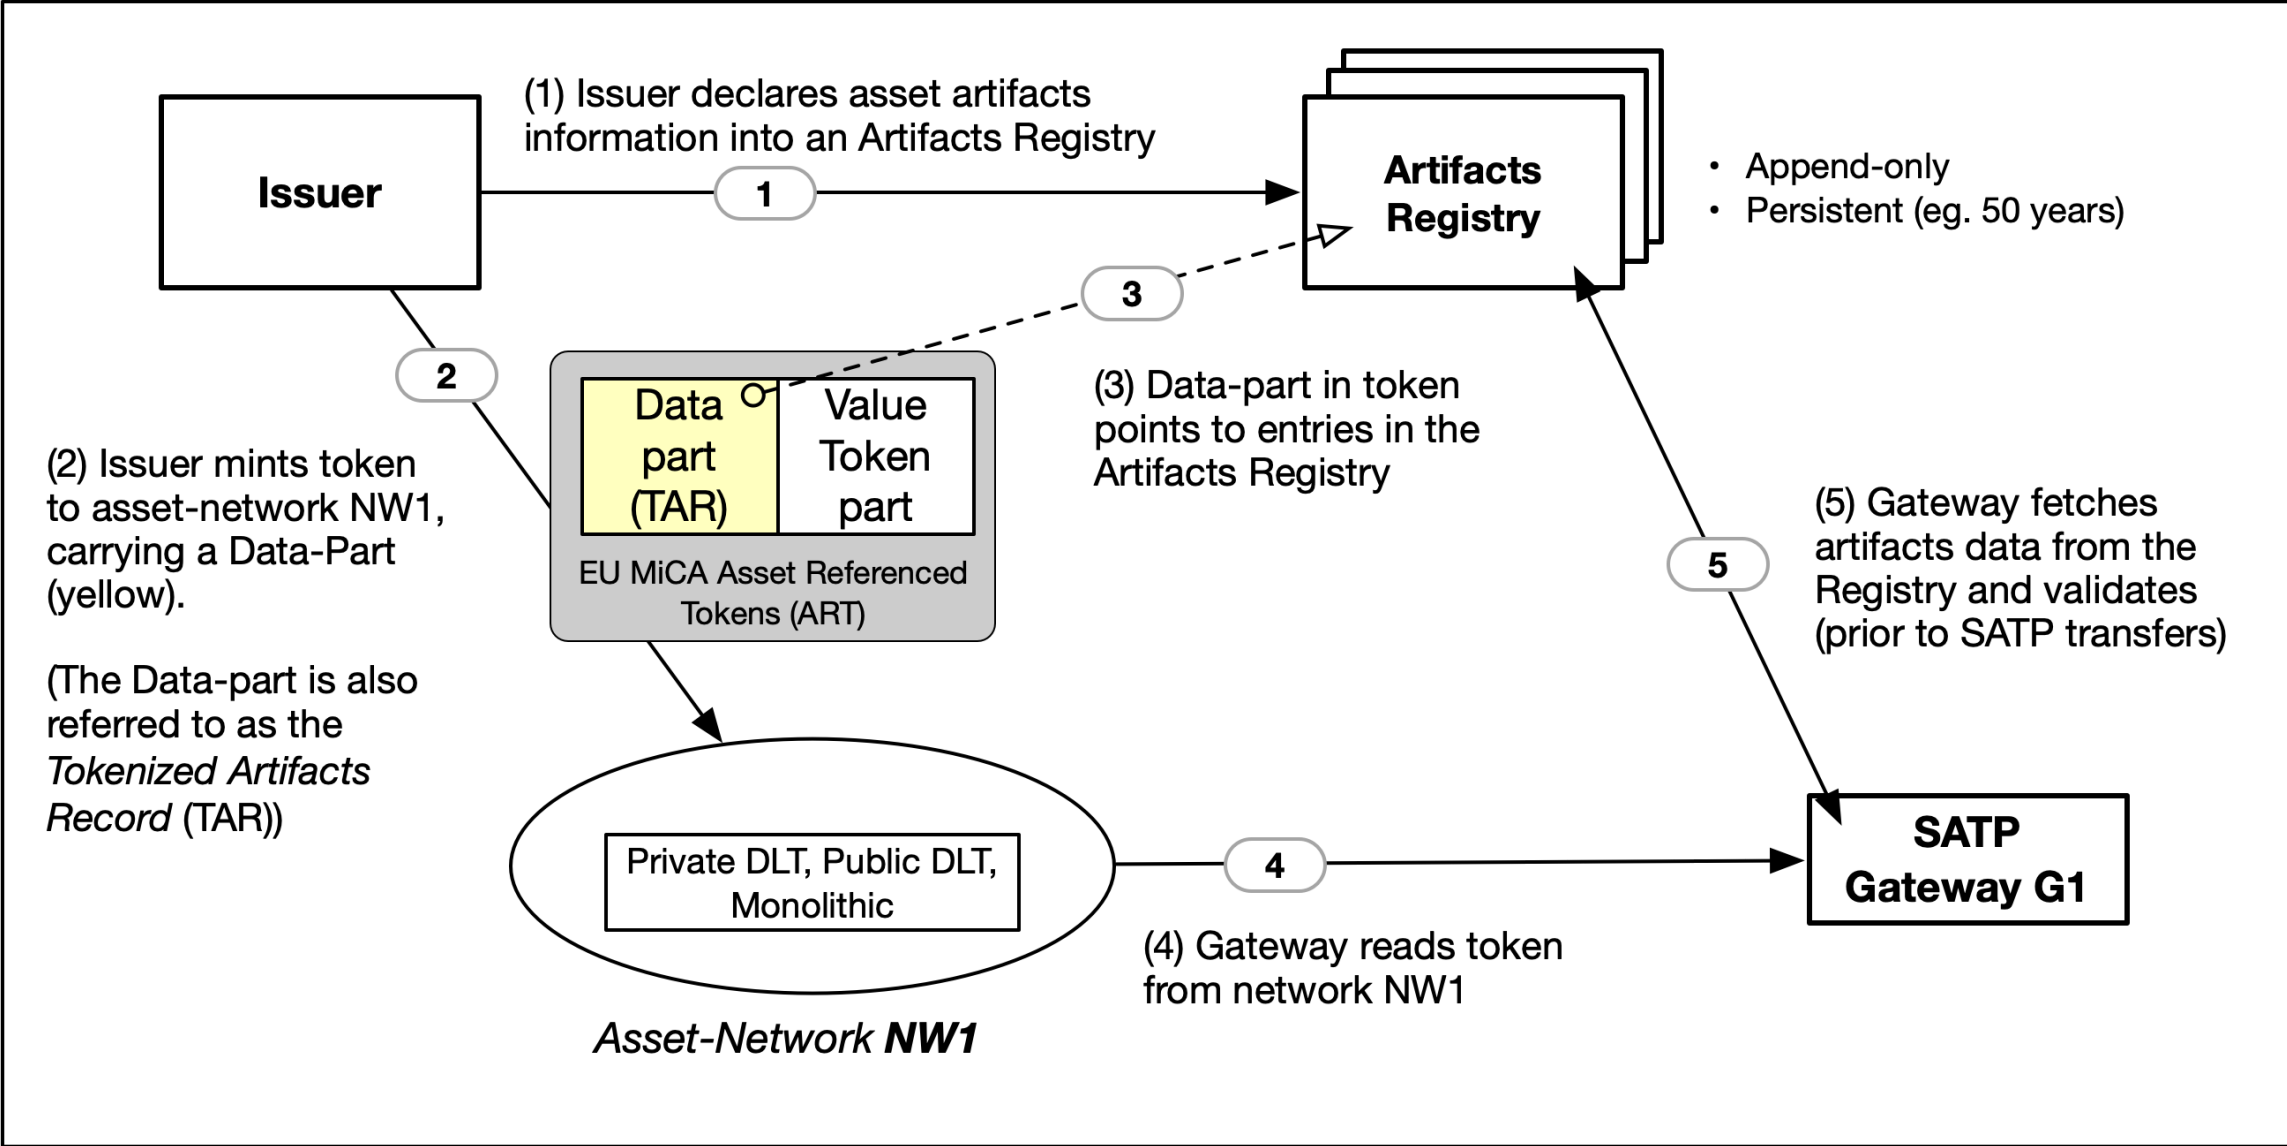 (1) Issuer declares asset artifacts
information into an Artifacts Registry
Issuer
1
Artifacts
Registry
• Append-only
• Persistent (eg. 50 years)
2
3
Data
part
(TAR)
Value
Token
part
EU MiCA Asset Referenced
Tokens (ART)
(3) Data-part in token
points to entries in the
Artifacts Registry
(2) Issuer mints token
to asset-network NW1,
carrying a Data-Part
(yellow).
(The Data-part is also
referred to as the
Tokenized Artifacts
Record (TAR))
5
(5) Gateway fetches
artifacts data from the
Registry and validates
(prior to SATP transfers)
Private DLT, Public DLT,
Monolithic
4
SATP
Gateway G1
(4) Gateway reads token
from network NW1
Asset-Network NW1